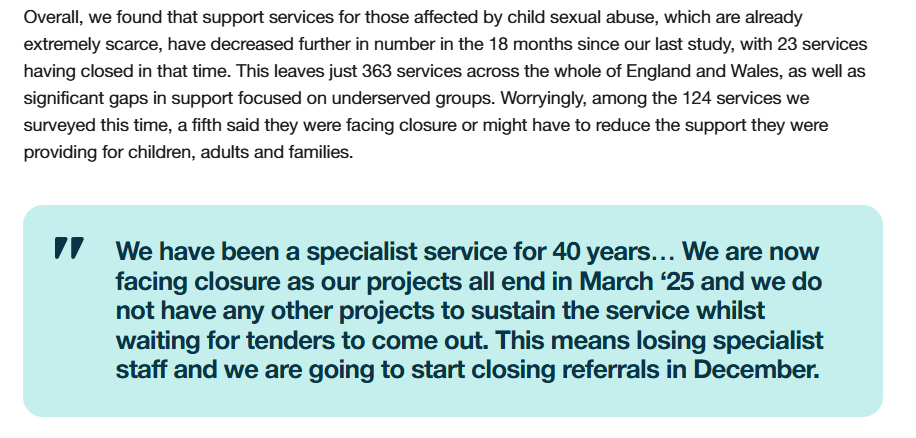 Overall, we found that support services for those affected by child sexual abuse, which are already
extremely scarce, have decreased further in number in the 18 months since our last study, with 23 services
having closed in that time. This leaves just 363 services across the whole of England and Wales, as well as
significant gaps in support focused on underserved groups. Worryingly, among the 124 services we
surveyed this time, a fifth said they were facing closure or might have to reduce the support they were
providing for children, adults and families.
" We have been a specialist service for 40 years… We are now
facing closure as our projects all end in March ‘25 and we do
not have any other projects to sustain the service whilst
waiting for tenders to come out. This means losing specialist
staff and we are going to start closing referrals in December.